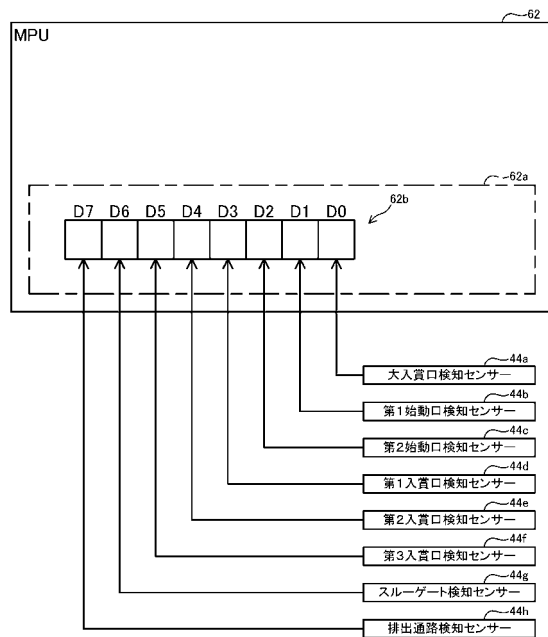 62
MPU
62a
D7 D6 D5 D4 D3 D2 D1 D0
62b
44a
大入賞口検知センサー
44b
第1始動口検知センサー
44c
第2始動口検知センサー
44d
第1入賞口検知センサー
44e
第2入賞口検知センサー
44f
第3入賞口検知センサー
44g
スルーゲート検知センサー
44h
排出通路検知センサー